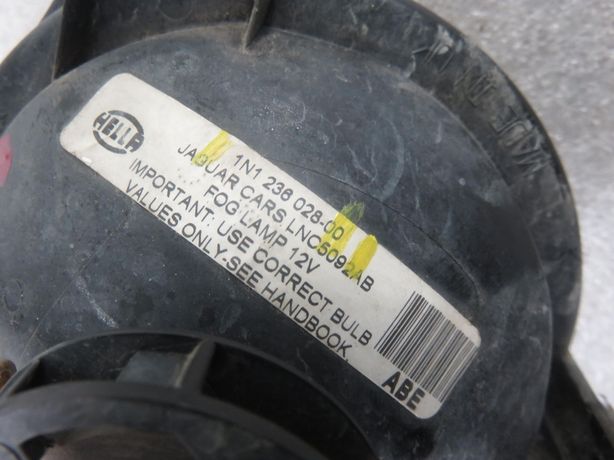 HELLA
1N1 236 028-00
JAGUAR CARS LNC5092AB
FOG LAMP 12V
IMPORTANT. USE CORRECT BULB
VALUES ONLY-SEE HANDBOOK.
ABE